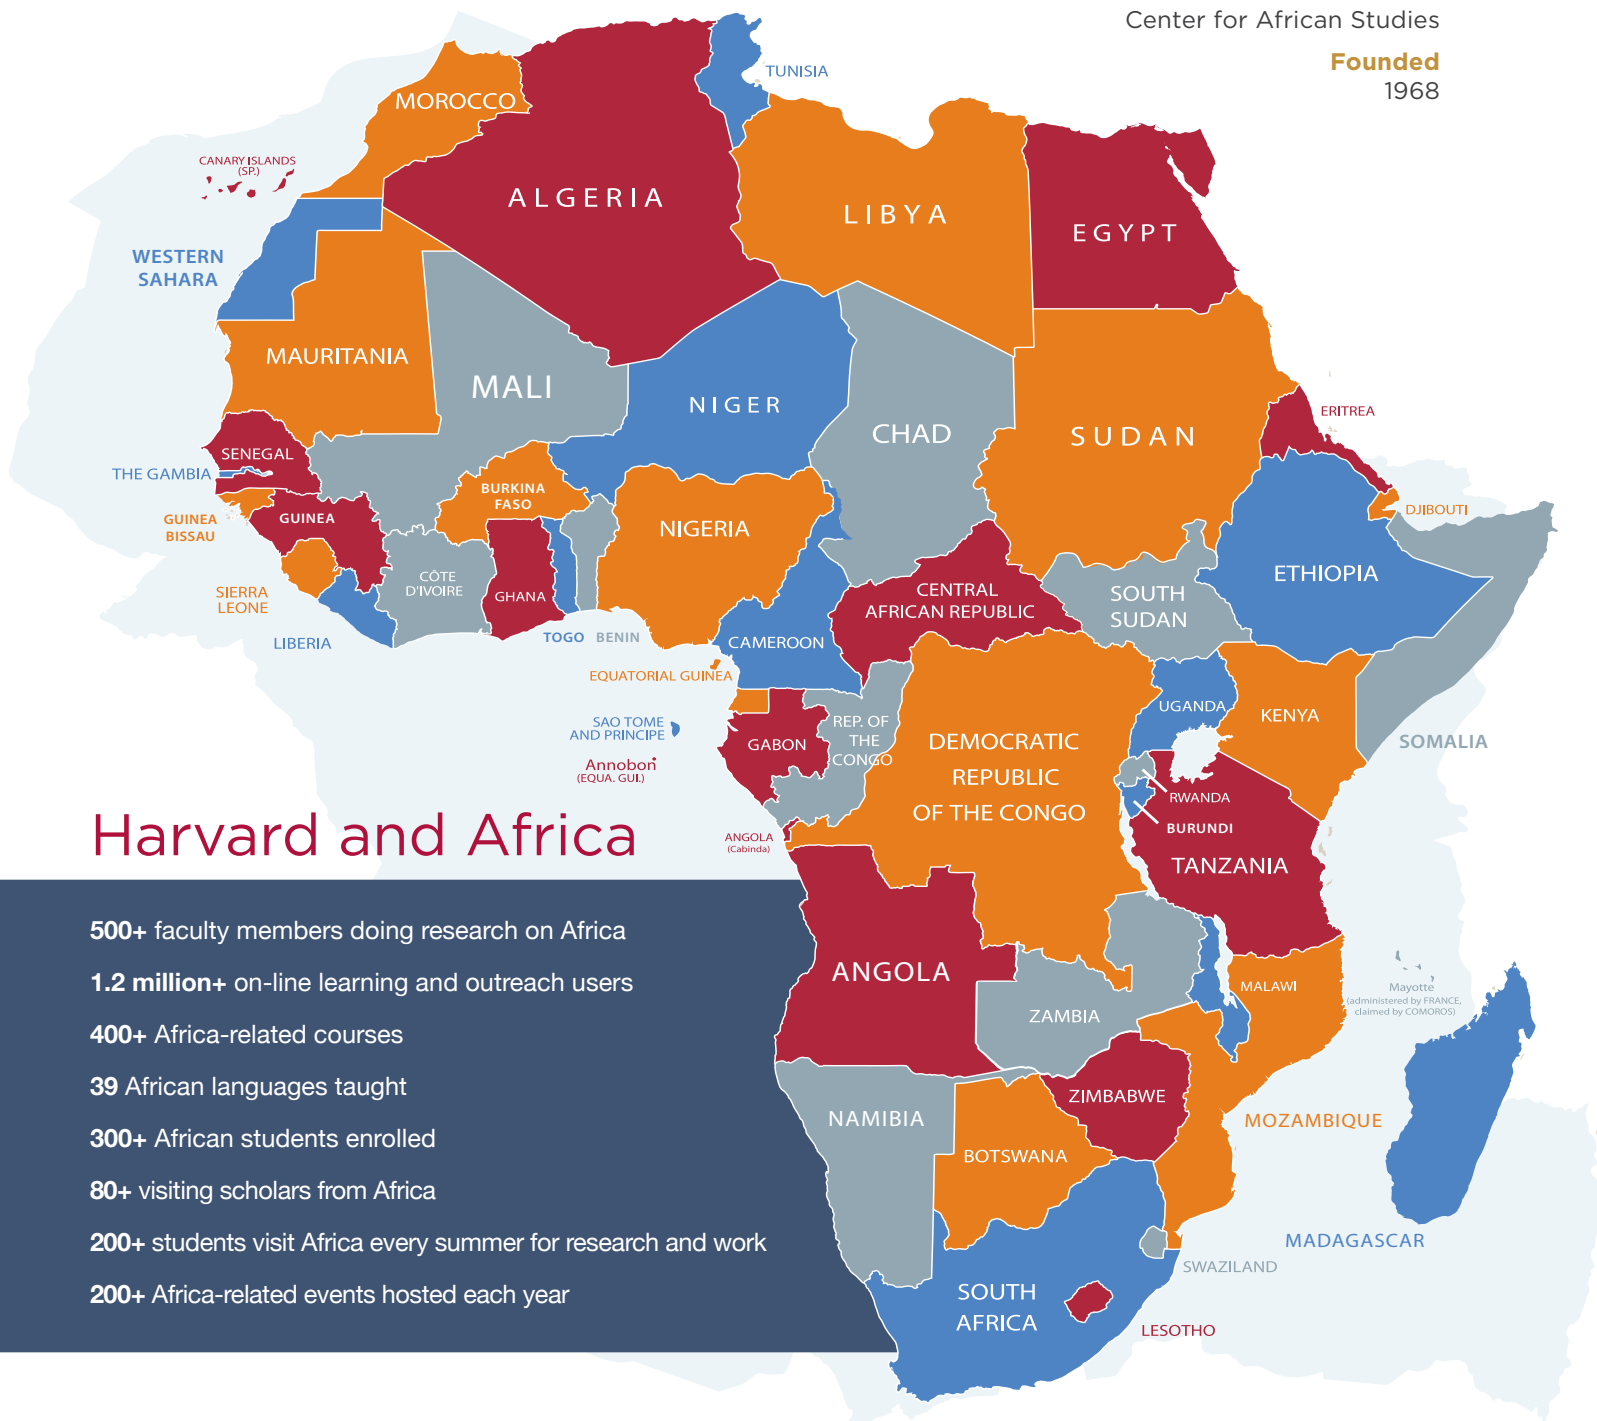 Center for African Studies
Founded
1968
TUNISIA
MOROCCO
CANARY ISLANDS
(SP.)
ALGERIA
LIBYA
EGYPT
WESTERN
SAHARA
MAURITANIA
MALI
NIGER
CHAD
SUDAN
ERITREA
SENEGAL
THE GAMBIA
BURKINA
FASO
DJIBOUTI
GUINEA
BISSAU
GUINEA
NIGERIA
ETHIOPIA
CÔTE
D'IVOIRE
GHANA
CENTRAL
AFRICAN REPUBLIC
SOUTH
SUDAN
SIERRA
LEONE
LIBERIA
TOGO
BENIN
CAMEROON
EQUATORIAL GUINEA
UGANDA
KENYA
SAO TOME
AND PRINCIPE
GABON
REP. OF
THE
CONGO
DEMOCRATIC
REPUBLIC
OF THE CONGO
SOMALIA
Annobon
(EQUA. GUI.)
RWANDA
BURUNDI
TANZANIA
ANGOLA
(Cabinda)
Harvard and Africa
500+ faculty members doing research on Africa
1.2 million+ on-line learning and outreach users
400+ Africa-related courses
39 African languages taught
300+ African students enrolled
80+ visiting scholars from Africa
200+ students visit Africa every summer for research and work
200+ Africa-related events hosted each year
ANGOLA
ZAMBIA
MALAWI
Mayotte
(administered by FRANCE,
claimed by COMOROS)
NAMIBIA
ZIMBABWE
BOTSWANA
MOZAMBIQUE
MADAGASCAR
SWAZILAND
SOUTH
AFRICA
LESOTHO